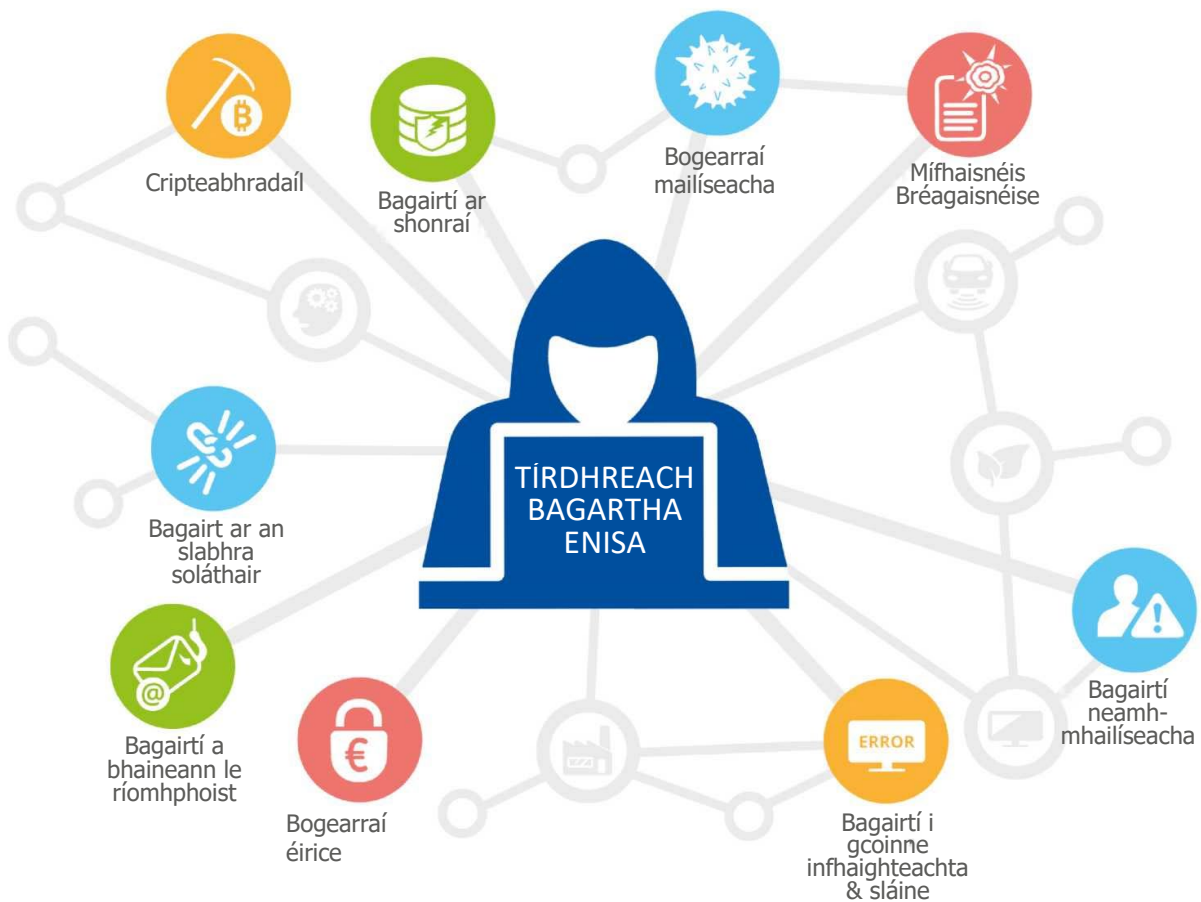 Cripteabhradaíl
Bagairtí ar
shonraí
Bogearraí
mailíseacha
Mífhaisnéis
Bréagaisnéise
TÍRDHREACH
BAGARTHA
ENISA
Bagairt ar an
slabhra
soláthair
@
Bagairtí a
bhaineann le
ríomhphoist
€
Bogearraí
éirice
ERROR
Bagairtí i
gcoinne
infhaighteachta
& sláine
Bagairtí
neamh-
mhailíseacha